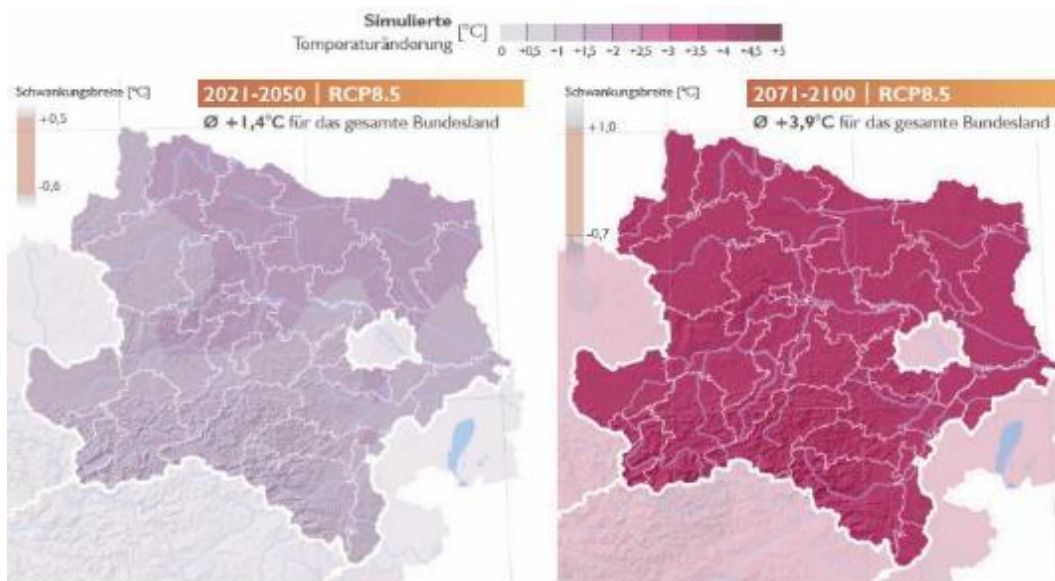 Simulierte
Temperaturänderung [°C]
0 +0,5 +1 +1,5 +2 +2,5 +3 +3,5 +4 +4,5 +5
Schwankungsbreite [°C]
2021-2050 | RCP8.5
Ø +1,4°C für das gesamte Bundesland
+0,5
-0,6
Schwankungsbreite [°C]
2071-2100 | RCP8.5
Ø +3,9°C für das gesamte Bundesland
+1,0
-0,7